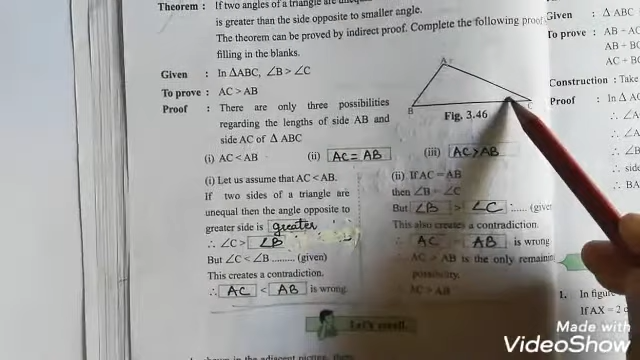 Theorem : If two angles of a triangle are unequal
is greater than the side opposite to smaller angle.
The theorem can be proved by indirect proof. Complete the following proof
filling in the blanks.
Given : In ΔABC, ∠B > ∠C
To prove : AC > AB
Proof : There are only three possibilities
regarding the lengths of side AB and
side AC of Δ ABC
(i) AC < AB (ii) AC = AB (iii) AC > AB
A
B
C
Fig. 3.46
(i) Let us assume that AC < AB.
If two sides of a triangle are
unequal then the angle opposite to
greater side is greater
∴ ∠C > ∠B
But ∠C < ∠B ......... (given)
This creates a contradiction.
∴ AC < AB is wrong.
(ii) If AC = AB
then ∠B = ∠C
But ∠B > ∠C ...... (given
This also creates a contradiction.
∴ AC = AB is wrong
∴ AC > AB is the only remaining
possibility.
∴ AC > AB
Let's recall.
shown in the adjacent picture,
Given : Δ ABC
To prove : AB + AC
AB + BC
AC + BC
Construction : Take
Proof : In Δ AC
∴ side
∴ BA
1. In figure
If AX = 2 c
Made with
VideoShow